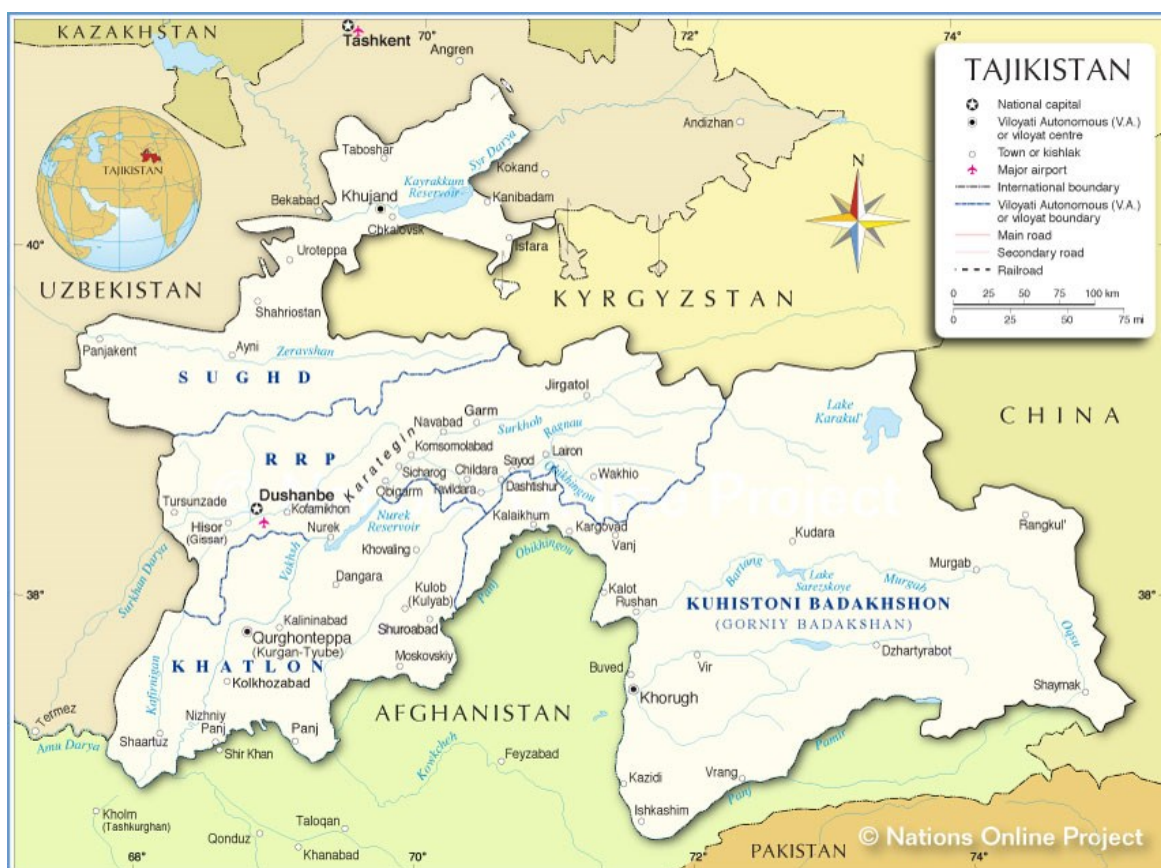 KAZAKHSTAN
Tashkent
70
72
74
Angren
TAJIKISTAN
National capital
Viloyati Autonomous (V.A.)
or viloyat centre
Town or kishlak
Major airport
International boundary
Viloyati Autonomous (V.A.)
or viloyat boundary
Main road
Secondary road
Railroad
0 25 50 75 100 km
0 25 50 75 mi
TAJIKISTAN
Andizhan
Taboshar
Syr Darya
Kokand
Kayrakkum
Reservoir
Khujand
Bekabad
Kanibadam
Chkalovsk
N
Isfara
40°
40°
Uroteppa
UZBEKISTAN
KYRGYZSTAN
Shahriostan
Panjakent
Ayni
Zeravshan
SUGHD
Jirgatol
Lake
Karakul'
CHINA
Garm
Navabad
Surkhob
Ragnau
Karategin
Komsomolabad
RRP
Lairon
Sicharog
Childara
Sayod
Obikhingou
Wakhio
Obigarm
Tavildara
Dashtishur
Dushanbe
Tursunzade
Kofarnikhon
Nurek
Reservoir
Kalaikhum
Hisor
(Gissar)
Nurek
Kargovad
Vanj
Rangkul'
Kudara
Khovaling
Obikhingou
Vakhsh
Surkhan Darya
Murgab
Bartang
Dangara
Lake
Sarezskoye
Murgab
38°
38°
Kulob
(Kulyab)
Panj
Kalot
Rushan
KUHISTONI BADAKHSHON
(GORNIY BADAKSHAN)
Kalininabad
Shuroabad
Qurghonteppa
(Kurgan-Tyube)
Oqsu
Dzhartyrabot
Vir
KHATLON
Moskovskiy
Buved
Kolkhozabad
Khorugh
Shaymak
Kafirnigan
AFGHANISTAN
Termez
Nizhniy
Panj
Panj
Shaartuz
Amu Darya
Shir Khan
Pamir
Kowkcheh
Feyzabad
Kazidi
Vrang
Panj
Kholm
(Tashkurghan)
Ishkashim
Taloqan
Qonduz
Khanabad
68°
70
74
PAKISTAN
© Nations Online Project